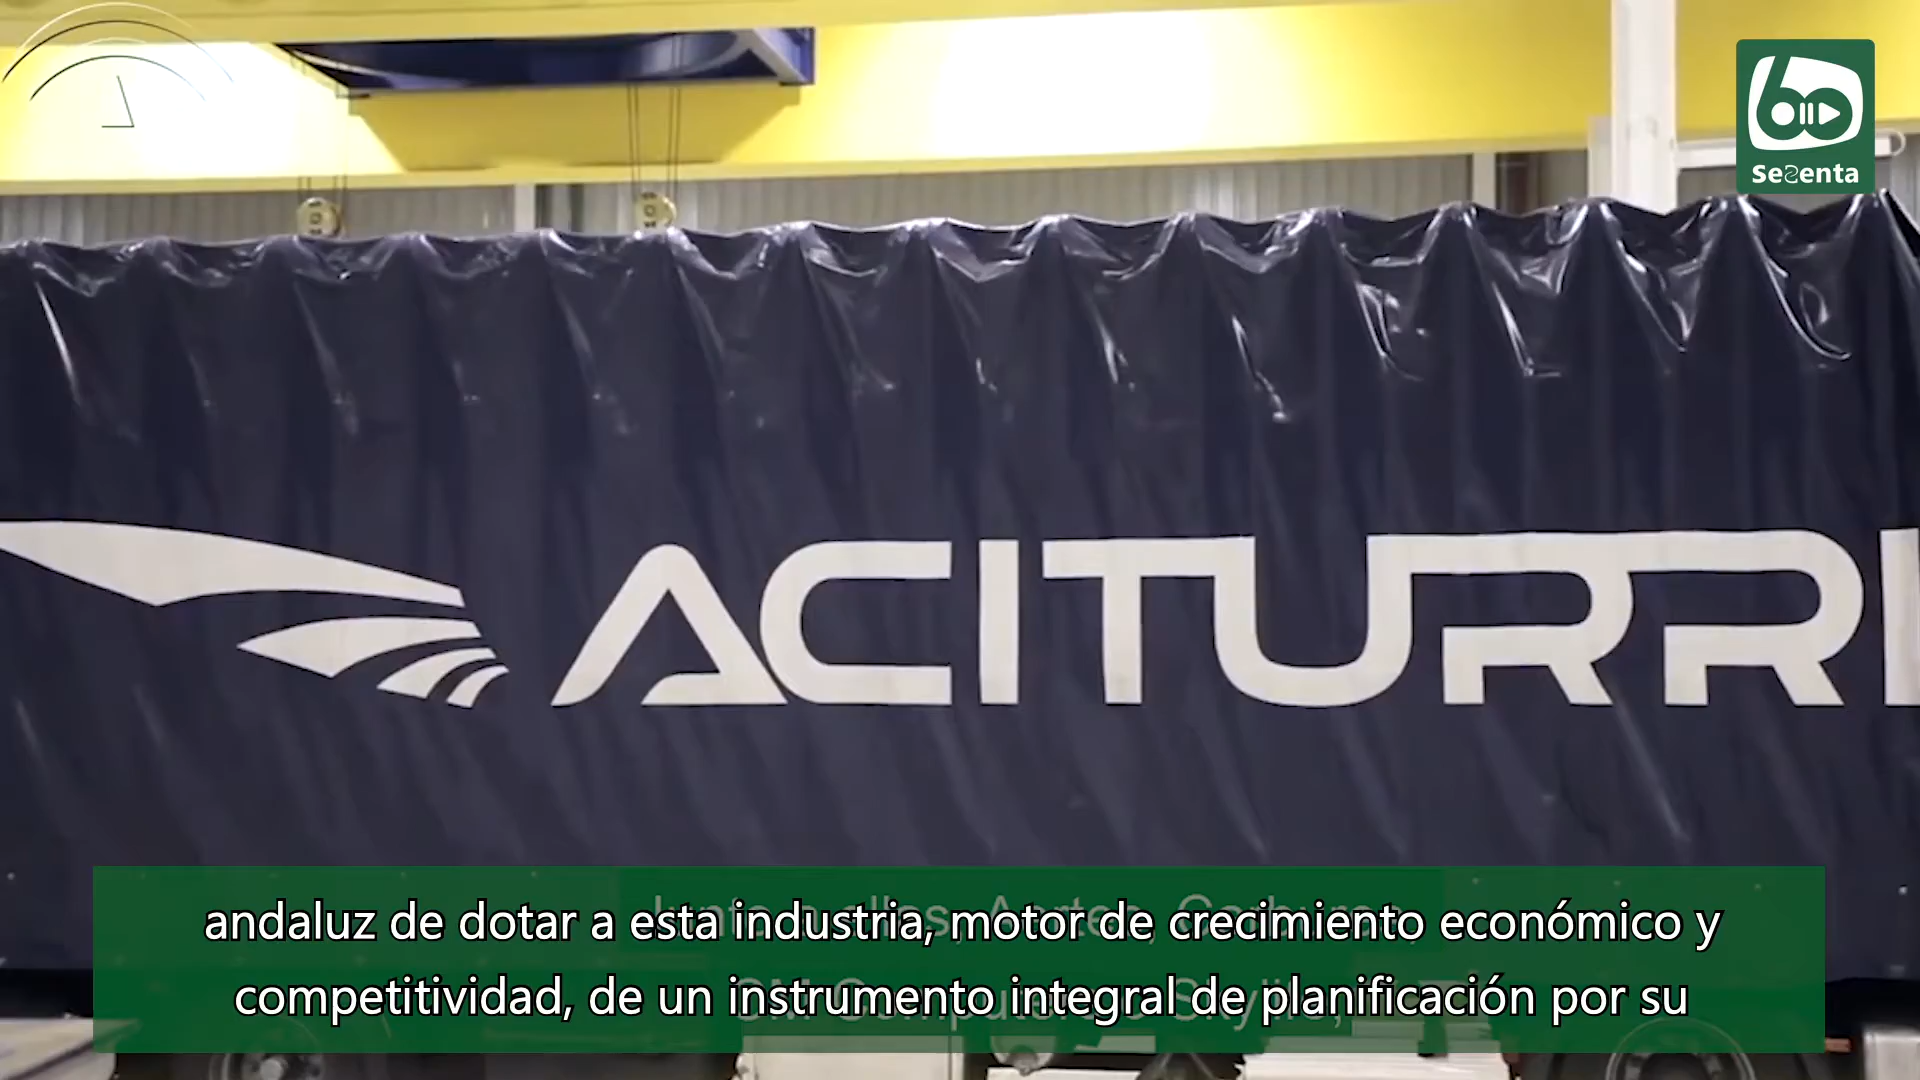 SeSenta
ACITURRI
andaluz de dotar a esta industria, motor de crecimiento económico y
competitividad, de un instrumento integral de planificación por su